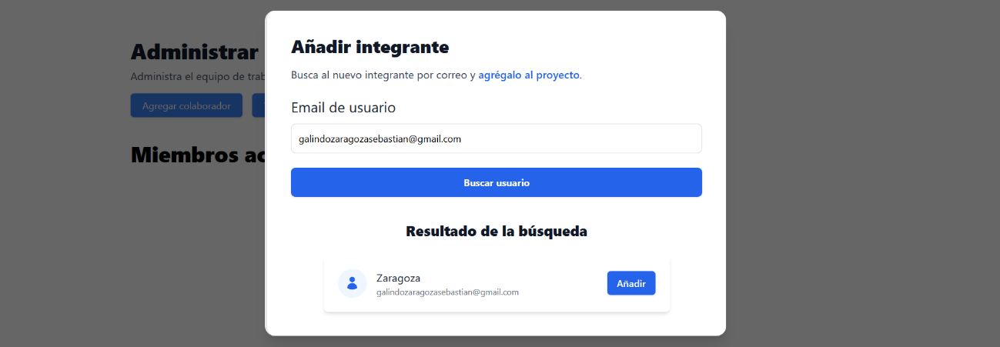 Administrar
Administra el equipo de trab
Agregar colaborador
Miembros ac
Añadir integrante
Busca al nuevo integrante por correo y agrégalo al proyecto.
Email de usuario
galindozaragozasebastian@gmail.com
Buscar usuario
Resultado de la búsqueda
Zaragoza
galindozaragozasebastian@gmail.com
Añadir